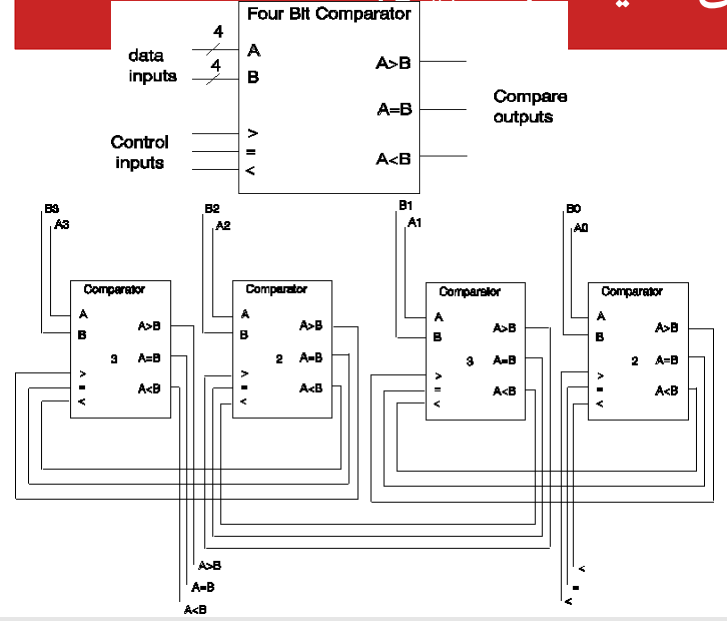 Four Bit Comparator
data
inputs
4
4
A
B
A>B
A=B
A<B
Compare
outputs
Control
inputs
>
=
<
B3
A3
B2
A2
B1
A1
B0
A0
Comparator
A
B
A>B
3
A=B
>
=
<
A<B
Comparator
A
B
A>B
2
A=B
>
=
<
A<B
Comparator
A
B
A>B
3
A=B
>
=
<
A<B
Comparator
A
B
A>B
2
A=B
>
=
<
A<B
A>B
A=B
A<B
<
=
<